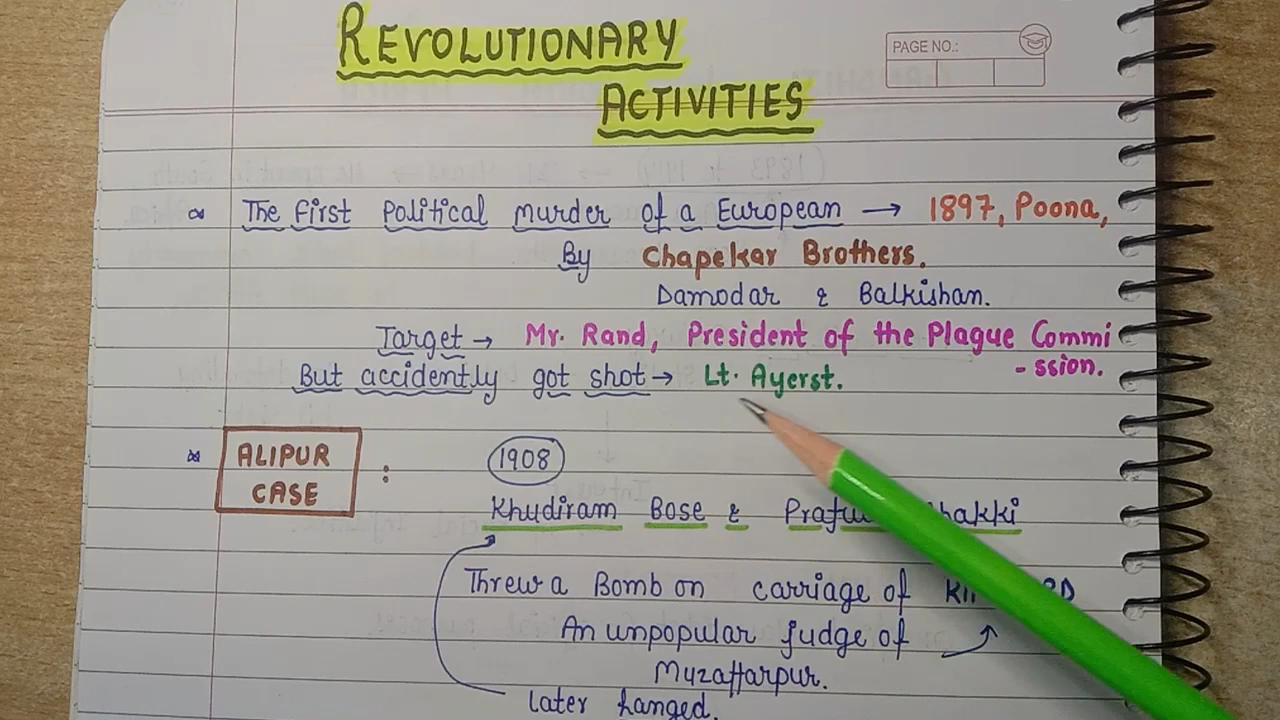 REVOLUTIONARY
ACTIVITIES
PAGE NO.:
The First Political Murder of a European → 1897, Poona,
By Chapekar Brothers.
Damodar & Balkishan.
Target → Mr. Rand, President of the Plague Commi
- ssion.
But accidently got shot → Lt. Ayerst.
ALIPUR
CASE : 1908
Khudiram Bose &
Threw a Bomb on carriage of
An unpopular judge of
Muzaffarpur.
Later hanged.